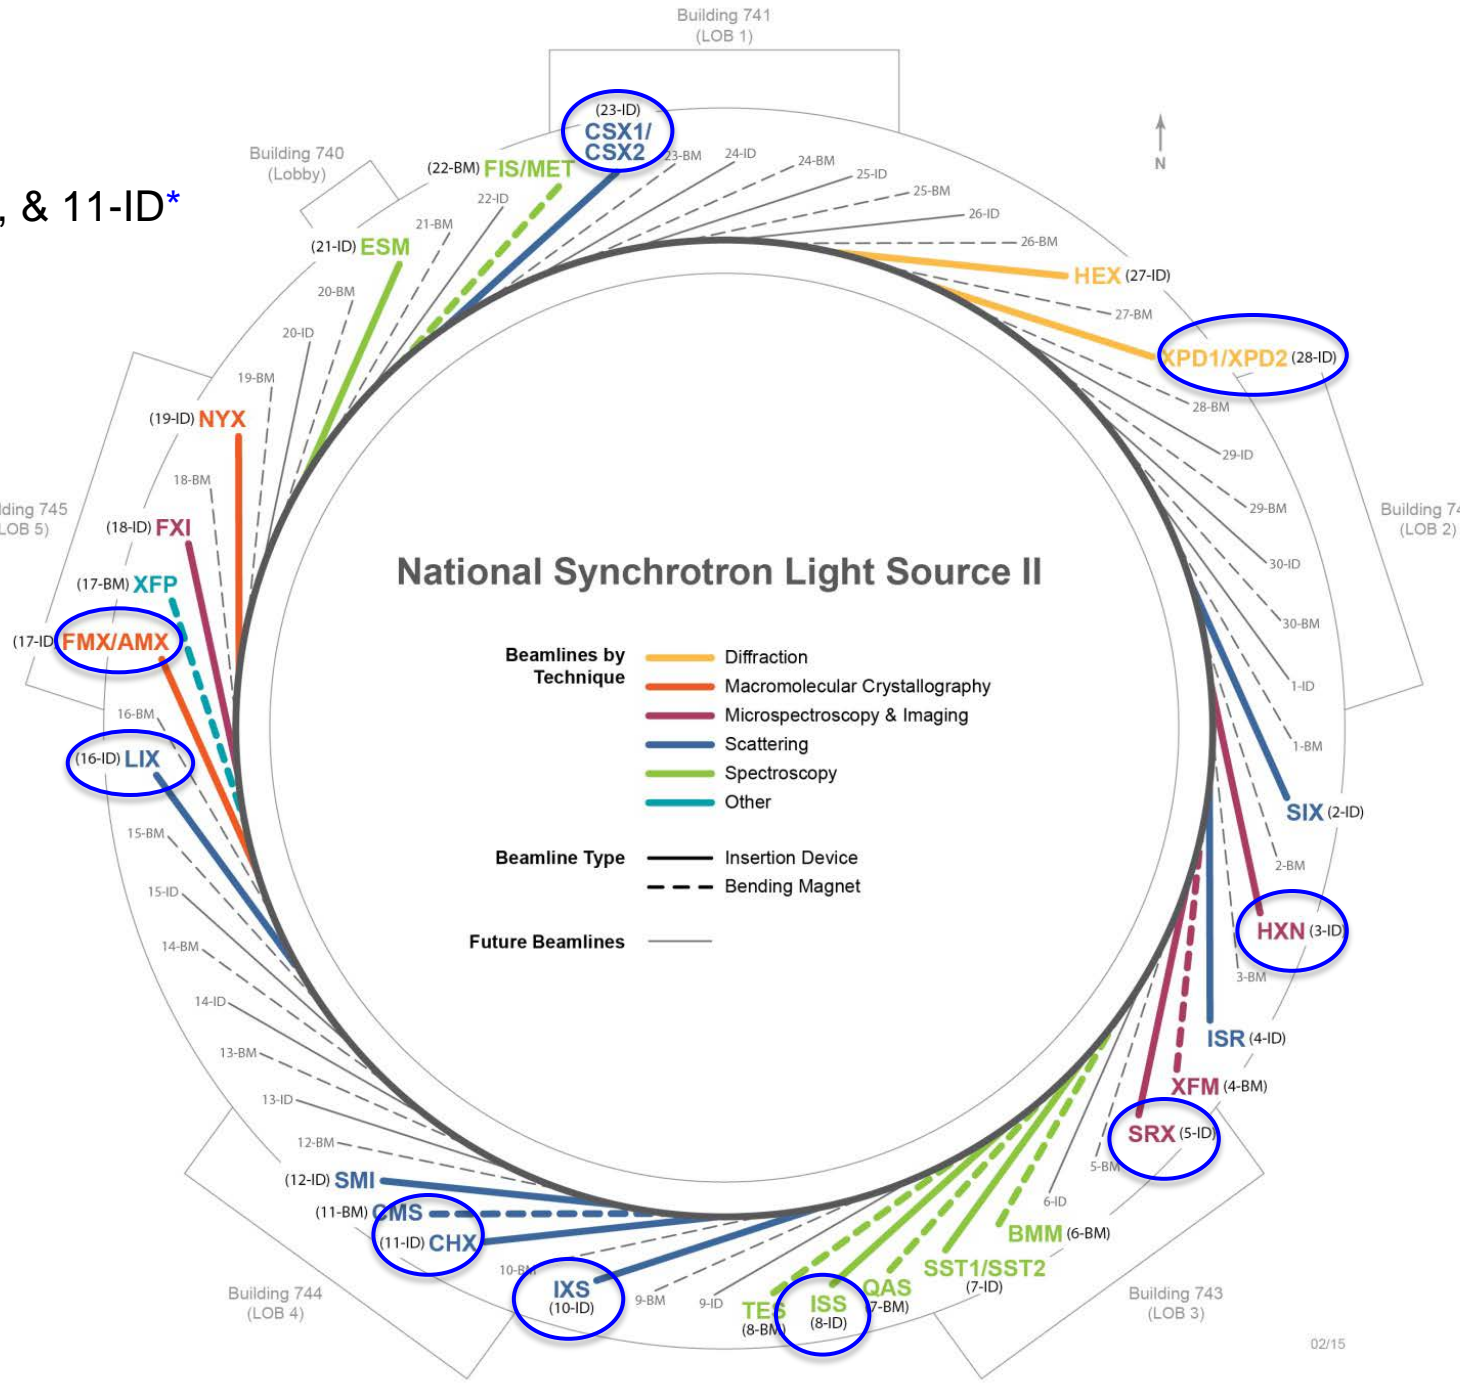 Building 741
(LOB 1)
(23-ID)
CSX1/
CSX2
Building 740
(Lobby)
(22-BM) FIS/MET
23-BM
24-ID
24-BM
25-ID
25-BM
26-ID
26-BM
N
, & 11-ID*
22-ID
21-BM
(21-ID) ESM
20-BM
20-ID
HEX (27-ID)
27-BM
XPD1/XPD2 (28-ID)
19-BM
28-BM
(19-ID) NYX
29-ID
18-BM
29-BM
ding 745
LOB 5)
Building 74
(LOB 2)
(18-ID) FXI
30-ID
(17-BM) XFP
National Synchrotron Light Source II
30-BM
(17-ID) FMX/AMX
Beamlines by
Technique
Diffraction
Macromolecular Crystallography
Microspectroscopy & Imaging
Scattering
Spectroscopy
Other
1-ID
16-BM
1-BM
(16-ID) LIX
SIX (2-ID)
15-BM
Beamline Type
Insertion Device
Bending Magnet
2-BM
15-ID
Future Beamlines
HXN (3-ID)
14-BM
3-BM
14-ID
ISR (4-ID)
13-BM
XFM (4-BM)
13-ID
SRX (5-ID)
12-BM
5-BM
(12-ID) SMI
6-ID
(11-BM) CMS
BMM (6-BM)
(11-ID) CHX
10-BM
SST1/SST2
(7-ID)
IXS
(10-ID)
9-BM
9-ID
QAS
(7-BM)
ISS
(8-ID)
TES
(8-BM)
Building 744
(LOB 4)
Building 743
(LOB 3)
02/15